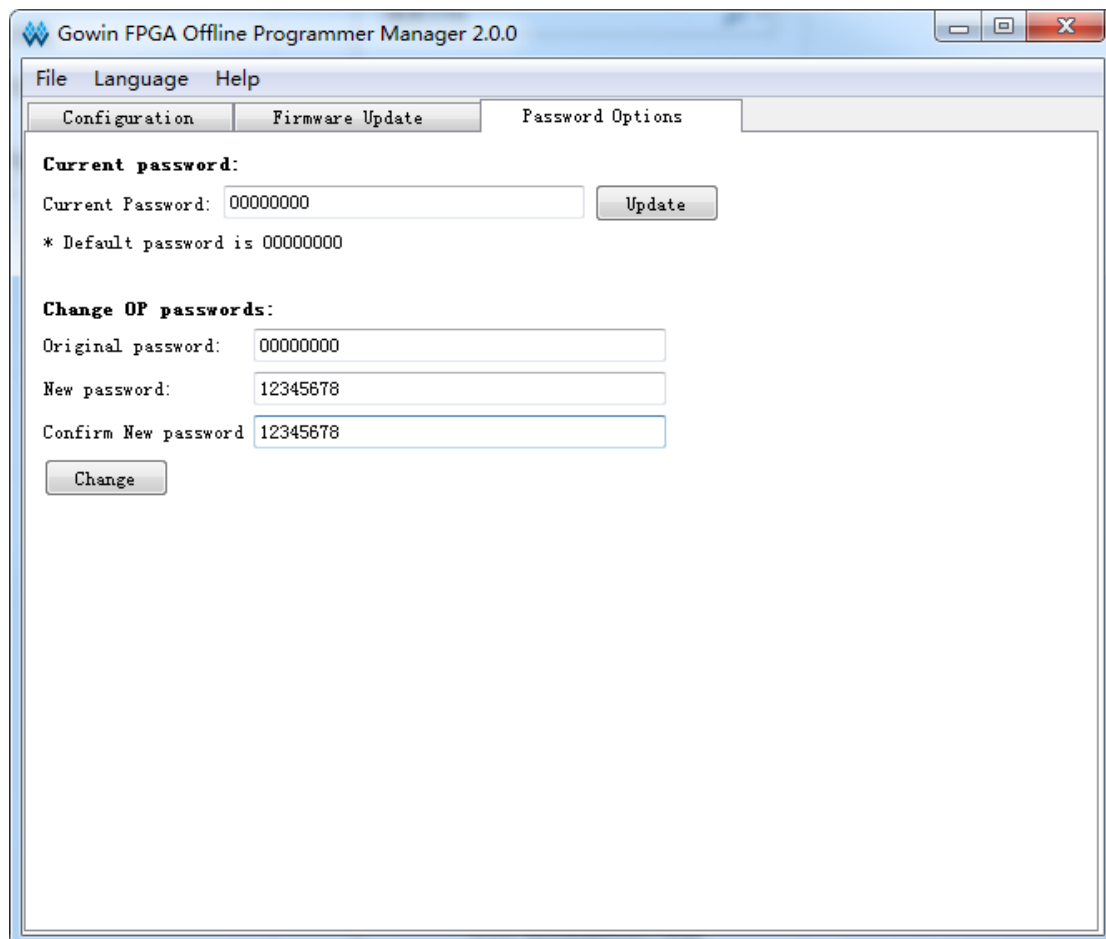 Gowin FPGA Offline Programmer Manager 2.0.0
File Language Help
Configuration Firmware Update Password Options
Current password:
Current Password: 00000000 Update
* Default password is 00000000
Change OP passwords:
Original password: 00000000
New password: 12345678
Confirm New password 12345678
Change